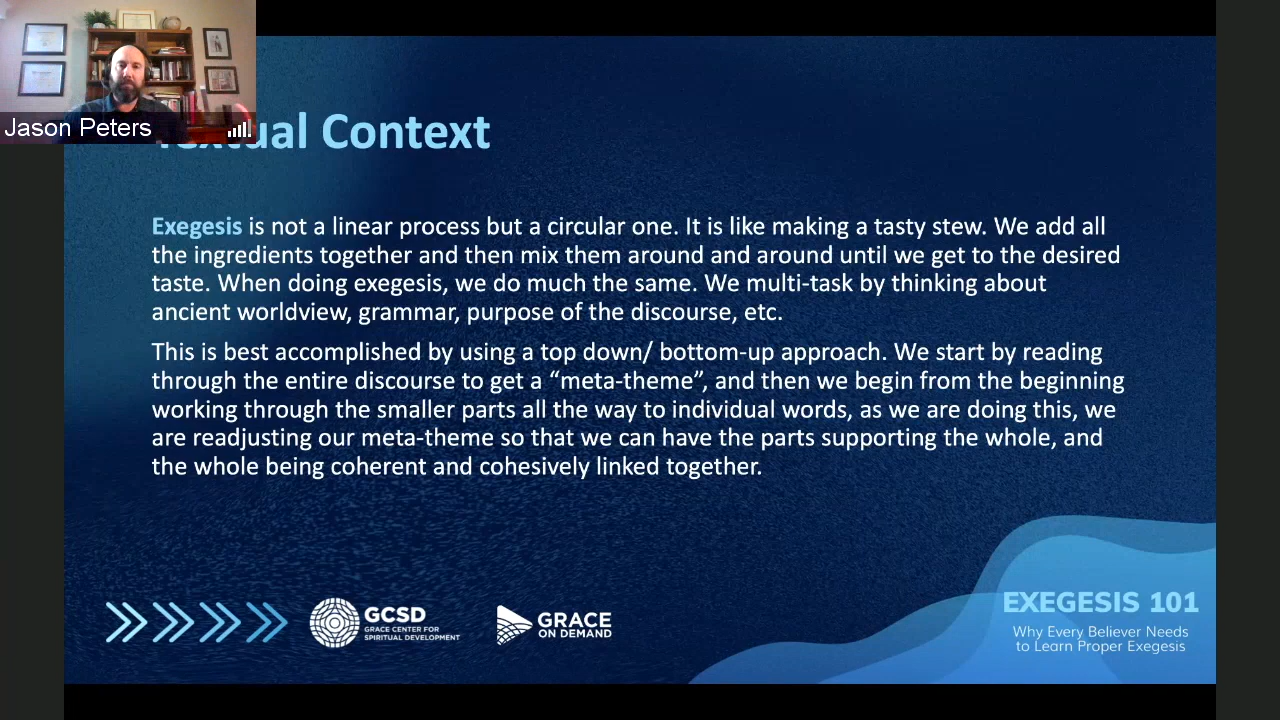 Jason Peters
Textual Context
Exegesis is not a linear process but a circular one. It is like making a tasty stew. We add all
the ingredients together and then mix them around and around until we get to the desired
taste. When doing exegesis, we do much the same. We multi-task by thinking about
ancient worldview, grammar, purpose of the discourse, etc.
This is best accomplished by using a top down/ bottom-up approach. We start by reading
through the entire discourse to get a “meta-theme”, and then we begin from the beginning
working through the smaller parts all the way to individual words, as we are doing this, we
are readjusting our meta-theme so that we can have the parts supporting the whole, and
the whole being coherent and cohesively linked together.
GCSD
GRACE CENTER FOR
SPIRITUAL DEVELOPMENT
GRACE
ON DEMAND
EXEGESIS 101
Why Every Believer Needs
to Learn Proper Exegesis